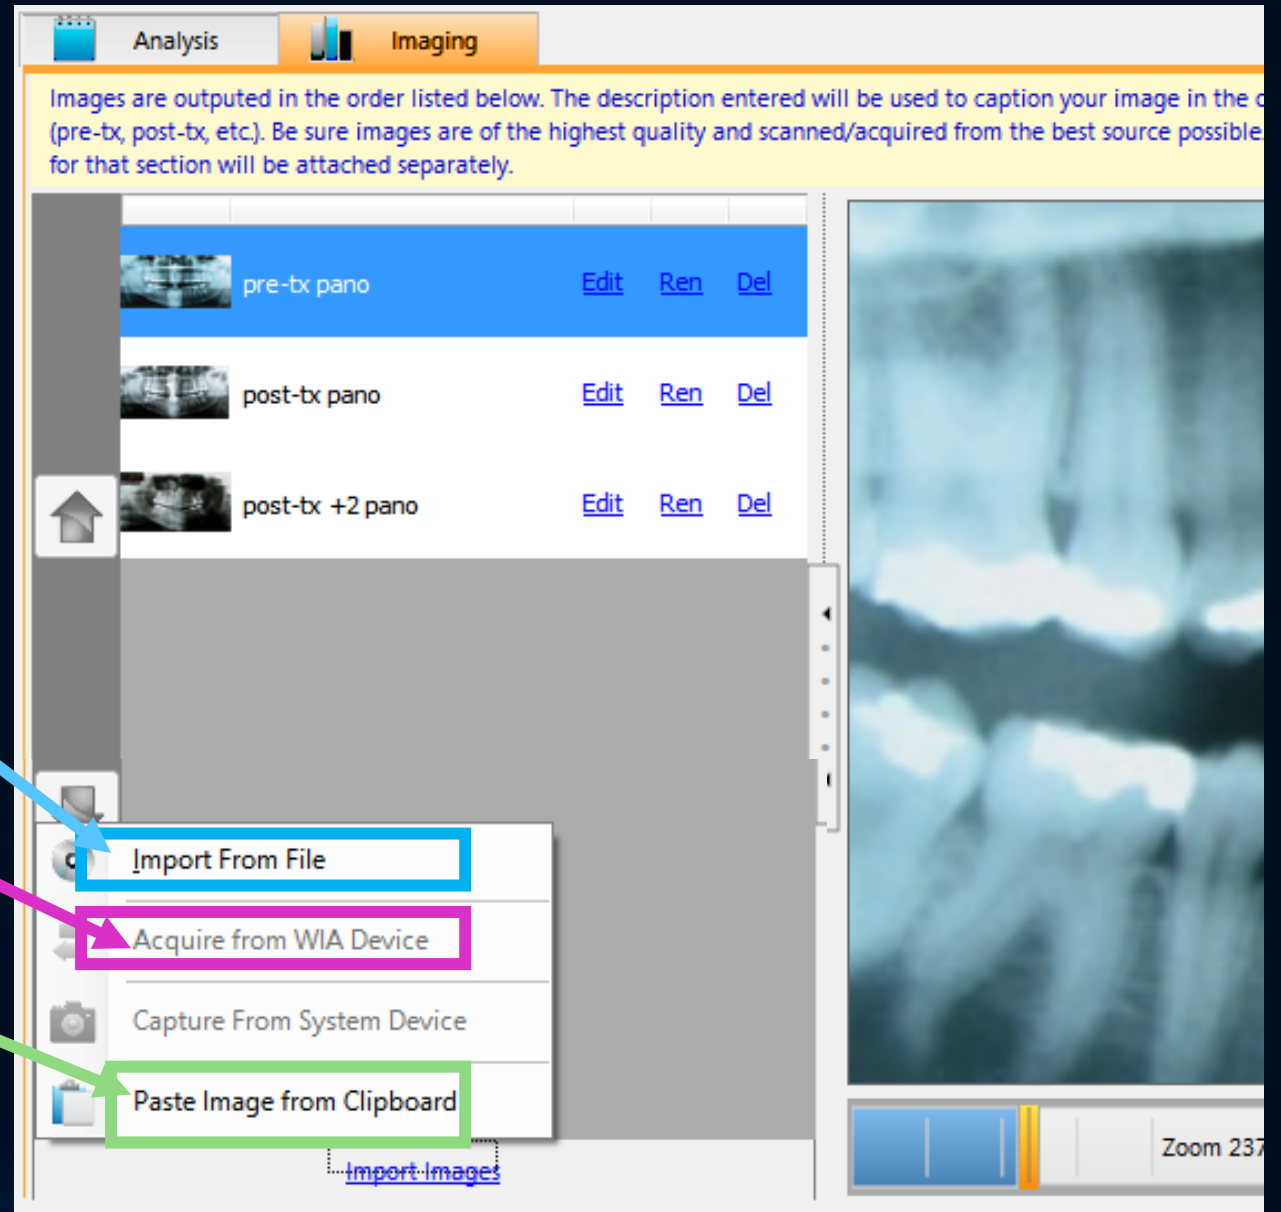 Analysis
Imaging
Images are outputed in the order listed below. The description entered will be used to caption your image in the
(pre-tx, post-tx, etc.). Be sure images are of the highest quality and scanned/acquired from the best source possible.
for that section will be attached separately.
pre-tx pano Edit Ren Del
post-tx pano Edit Ren Del
post-tx +2 pano Edit Ren Del
Import From File
Acquire from WIA Device
Capture From System Device
Paste Image from Clipboard
Import Images
Zoom 237